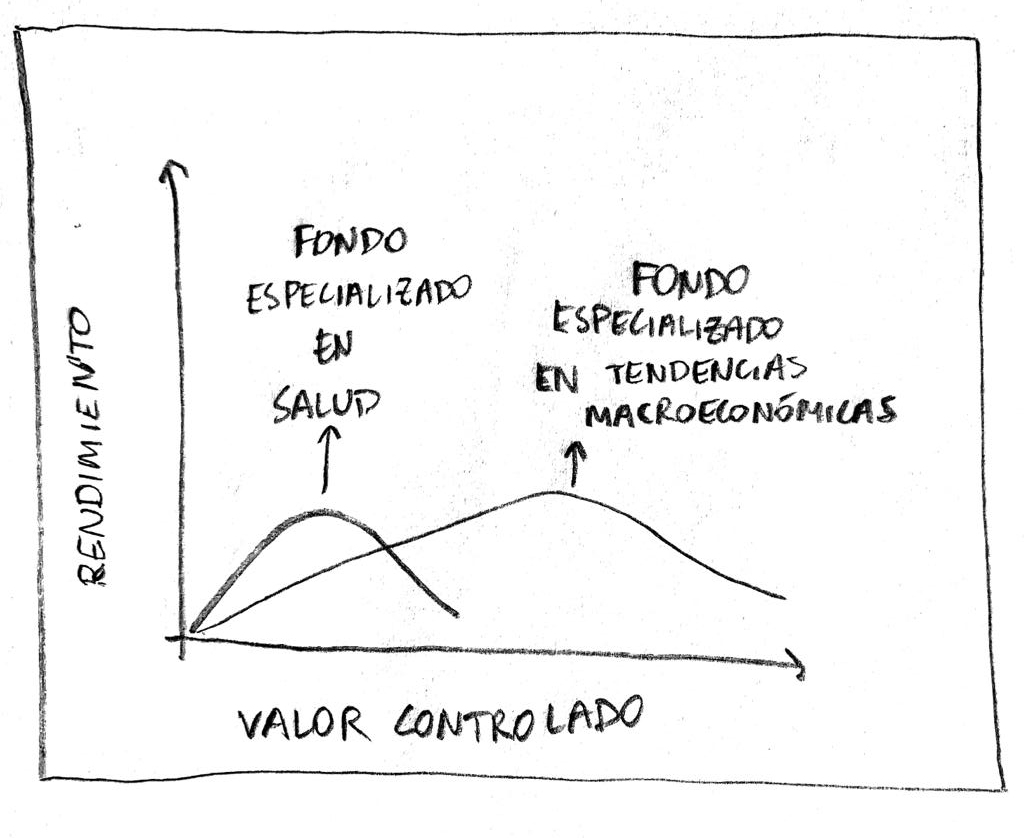 FONDO
ESPECIALIZADO
EN
SALUD
FONDO
ESPECIALIZADO
EN TENDENCIAS
MACROECONÓMICAS
RENDIMIENTO
VALOR CONTROLADO